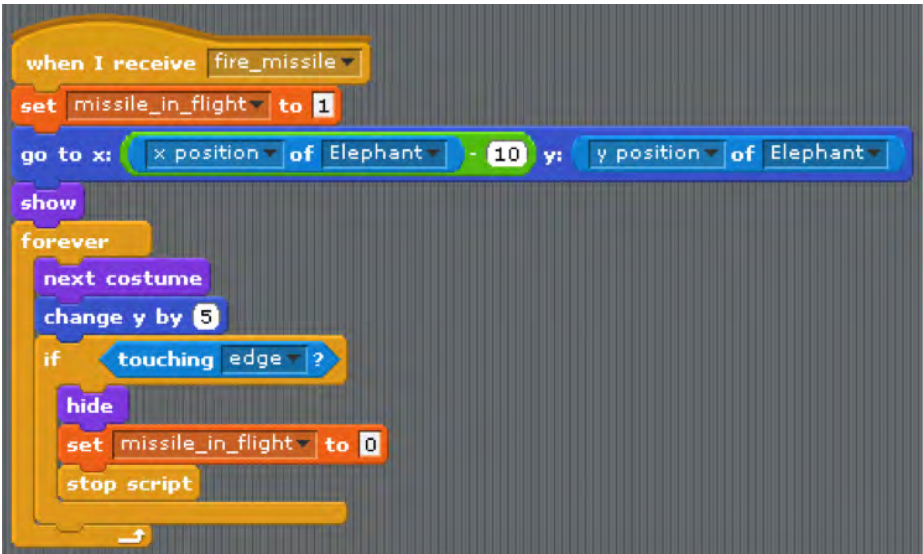 when I receive fire_missile
set missile_in_flight to 1
go to x: x position of Elephant - 10 y: y position of Elephant
show
forever
next costume
change y by 5
if touching edge ?
hide
set missile_in_flight to 0
stop script